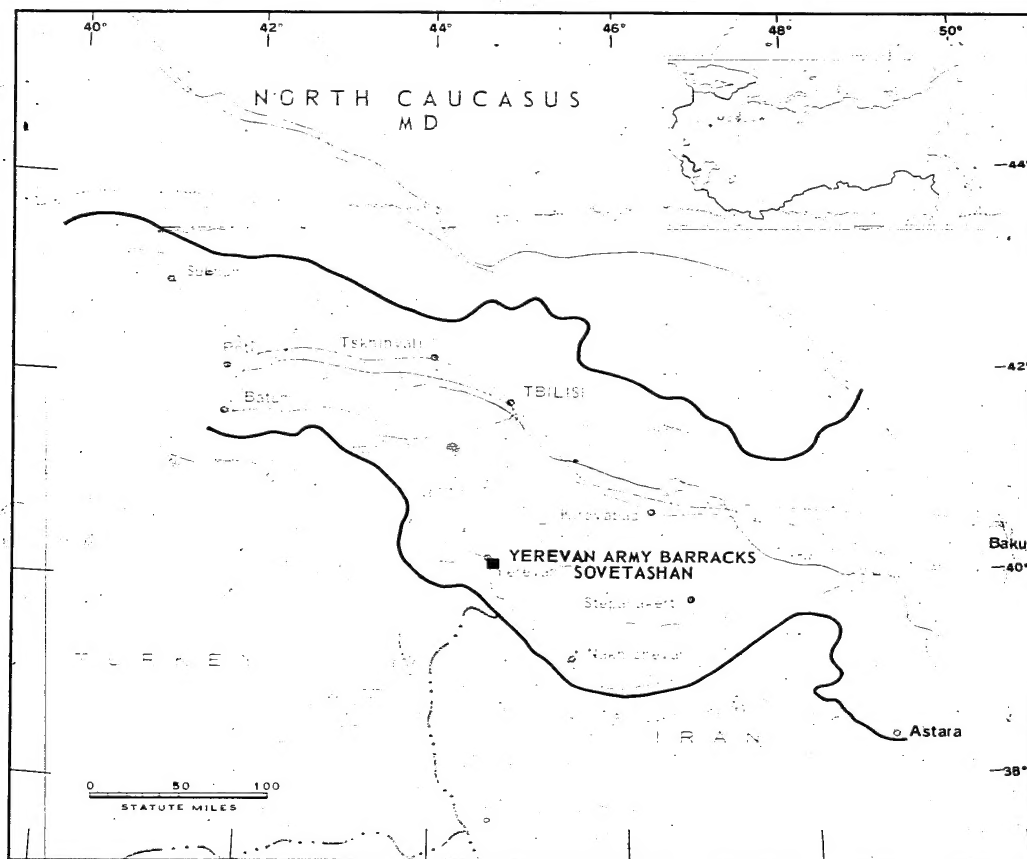 40°
42°
44°
46°
48°
50°
NORTH CAUCASUS
MD
44°
42°
Tskhinvali
TBILISI
Baku
YEREVAN ARMY BARRACKS
SOVETASHAN
40°
TURKEY
IRAN
Astara
38°
0 50 100
STATUTE MILES